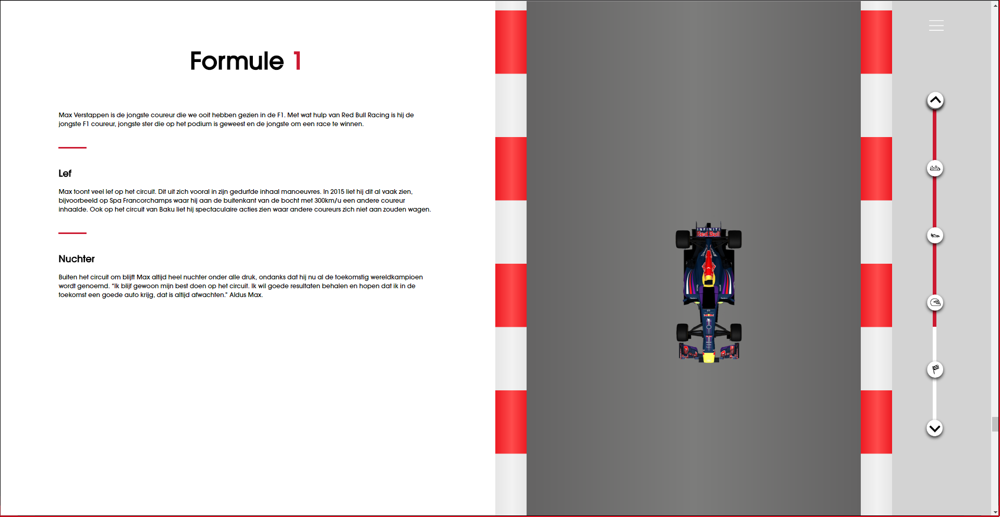 Formule 1
Max Verstappen is de jongste coureur die we ooit hebben gezien in de F1. Met wat hulp van Red Bull Racing is hij de
jongste F1 coureur, jongste ster die op het podium is geweest en de jongste om een race te winnen.
Lef
Max toont veel lef op het circuit. Dit uit zich vooral in zijn gedurfde inhaal manoeuvres. In 2015 liet hij dit al vaak zien,
bijvoorbeeld op Spa Francorchamps waar hij aan de buitenkant van de bocht met 300km/u een andere coureur
inhaalde. Ook op het circuit van Baku liet hij spectaculaire acties zien waar andere coureurs zich niet aan zouden wagen.
Nuchter
Buiten het circuit om blijft Max altijd heel nuchter onder alle druk, ondanks dat hij nu al de toekomstig wereldkampioen
wordt genoemd. “Ik blijf gewoon mijn best doen op het circuit. Ik wil goede resultaten behalen en hopen dat ik in de
toekomst een goede auto krijg, dat is altijd afwachten.” Aldus Max.
INFINITI
Red Bull